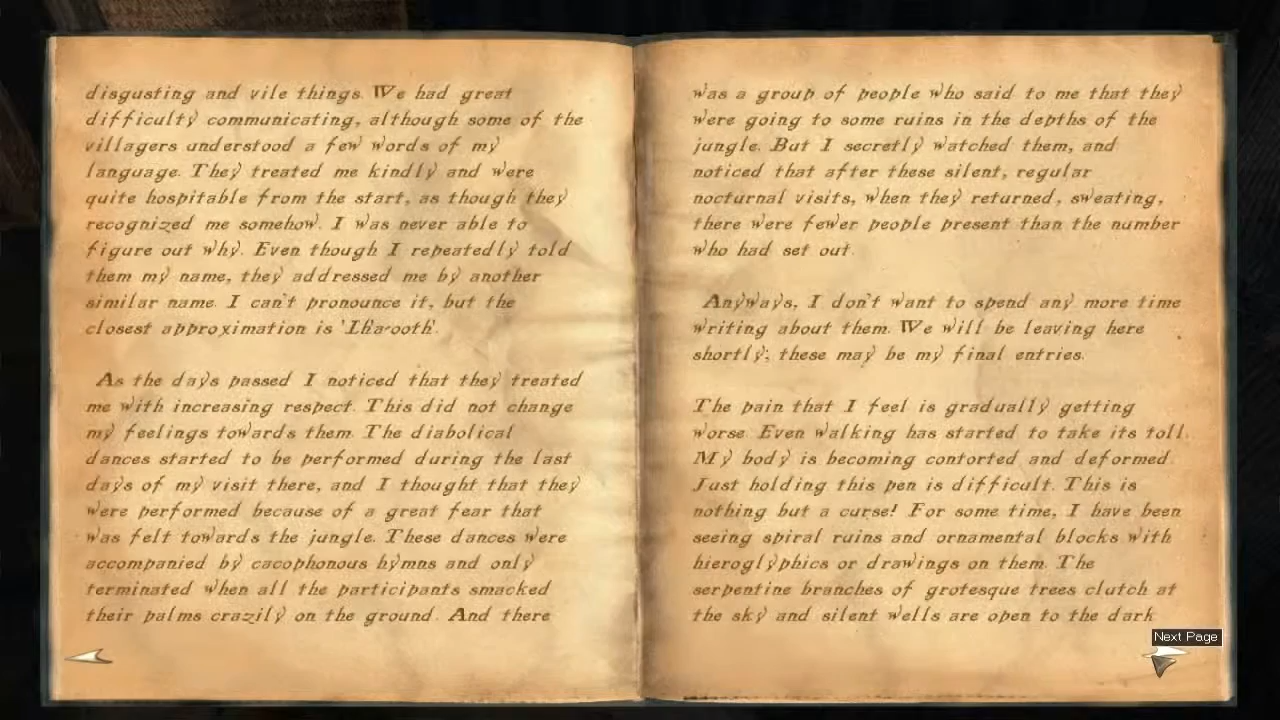 disgusting and vile things. We had great
difficulty communicating, although some of the
villagers understood a few words of my
language. They treated me kindly and were
quite hospitable from the start, as though they
recognized me somehow. I was never able to
figure out why. Even though I repeatedly told
them my name, they addressed me by another
similar name. I can't pronounce it, but the
closest approximation is 'Lha-ooth'.
As the days passed I noticed that they treated
me with increasing respect. This did not change
my feelings towards them. The diabolical
dances started to be performed during the last
days of my visit there, and I thought that they
were performed because of a great fear that
was felt towards the jungle. These dances were
accompanied by cacophonous hymns and only
terminated when all the participants smacked
their palms crazily on the ground. And there
was a group of people who said to me that they
were going to some ruins in the depths of the
jungle. But I secretly watched them, and
noticed that after these silent, regular
nocturnal visits, when they returned, sweating,
there were fewer people present than the number
who had set out.
Anyways, I don't want to spend any more time
writing about them. We will be leaving here
shortly; these may be my final entries.
The pain that I feel is gradually getting
worse. Even walking has started to take its toll.
My body is becoming contorted and deformed.
Just holding this pen is difficult. This is
nothing but a curse! For some time, I have been
seeing spiral ruins and ornamental blocks with
hieroglyphics or drawings on them. The
serpentine branches of grotesque trees clutch at
the sky and silent wells are open to the dark
Next Page